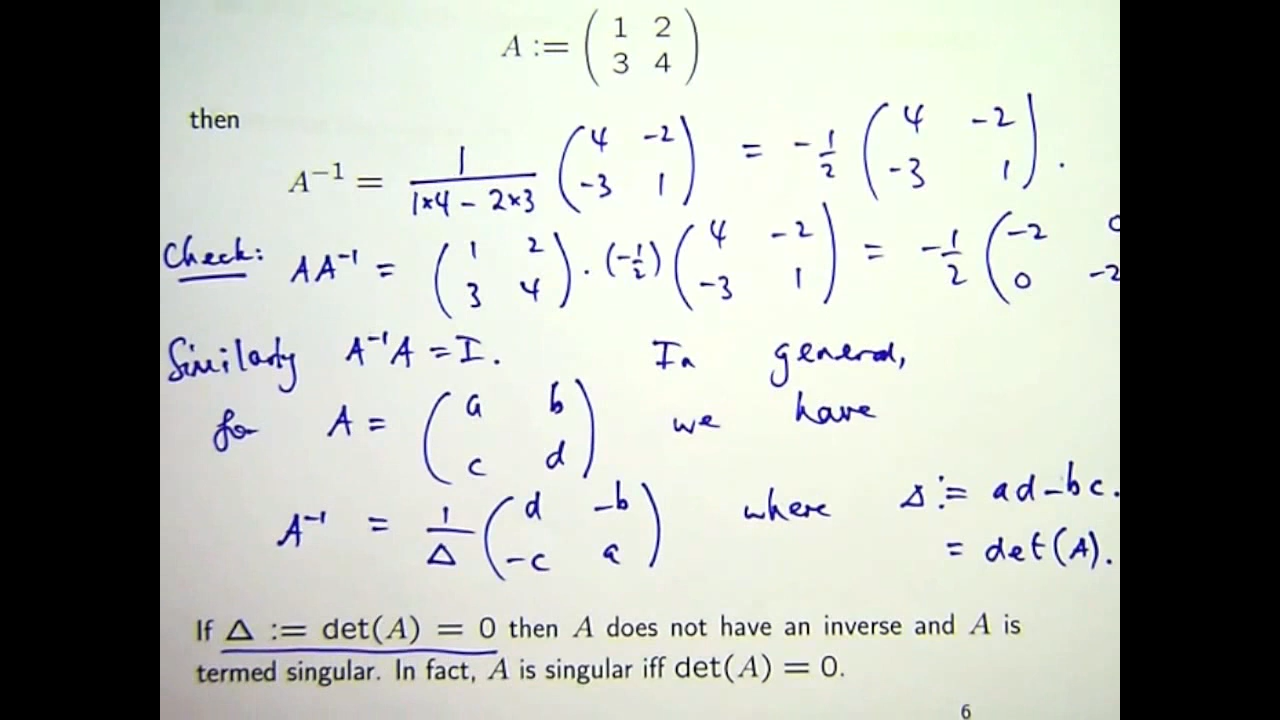 A := ( 1 2 ; 3 4 )
then
A⁻¹ = 1/(1×4 − 2×3) ( 4 −2 ; −3 1 ) = −1/2 ( 4 −2 ; −3 1 ).
Check: AA⁻¹ = ( 1 2 ; 3 4 ) . (−1/2) ( 4 −2 ; −3 1 ) = −1/2 ( −2 0 ; 0 −2
Similarly A⁻¹A = I. In general,
for A = ( a b ; c d ) we have
A⁻¹ = 1/Δ ( d −b ; −c a ) where Δ := ad − bc.
= det(A).
If Δ := det(A) = 0 then A does not have an inverse and A is
termed singular. In fact, A is singular iff det(A) = 0.
6